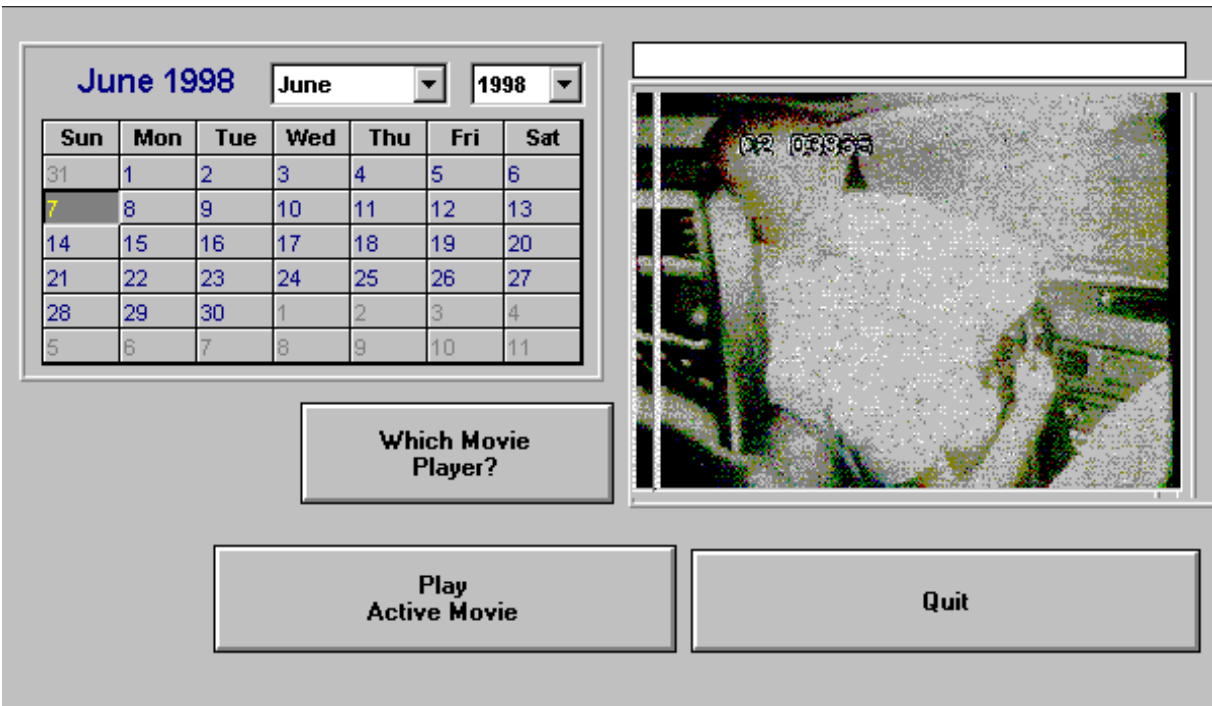 June 1998 June 1998
Sun Mon Tue Wed Thu Fri Sat
31 1 2 3 4 5 6
7 8 9 10 11 12 13
14 15 16 17 18 19 20
21 22 23 24 25 26 27
28 29 30 1 2 3 4
5 6 7 8 9 10 11
Which Movie
Player?
Play
Active Movie
Quit